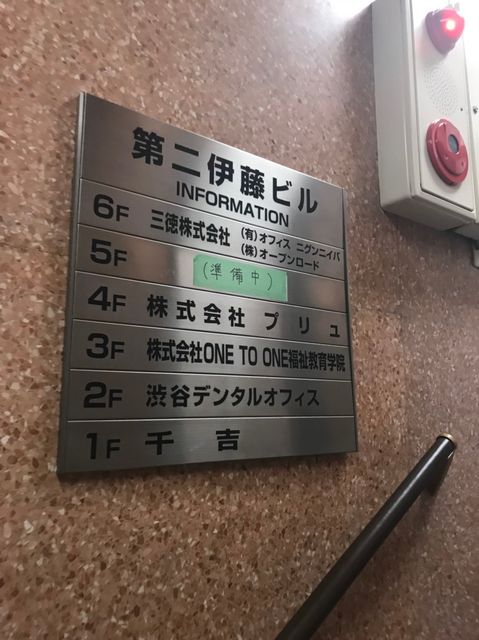 第二伊藤ビル
INFORMATION
6F 三徳株式会社 (有)オフィス ニグンニイバ
(株)オープンロード
5F (準備中)
4F 株式会社 プリュ
3F 株式会社ONE TO ONE福祉教育学院
2F 渋谷デンタルオフィス
1F 千吉